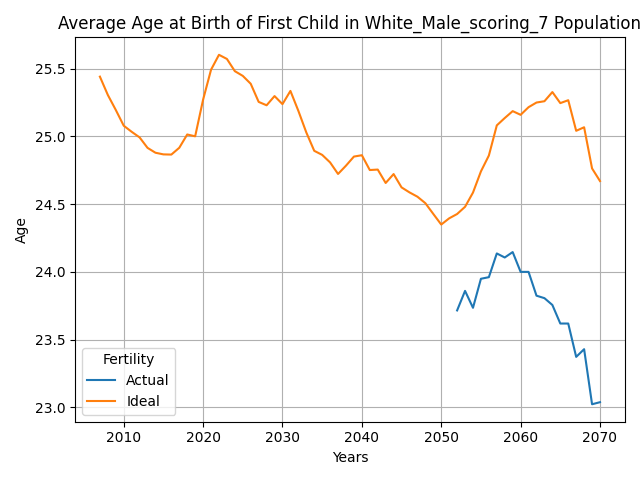 Average Age at Birth of First Child in White_Male_scoring_7 Population
25.5
25.0
24.5
24.0
23.5
23.0
Age
Fertility
Actual
Ideal
2010 2020 2030 2040 2050 2060 2070
Years